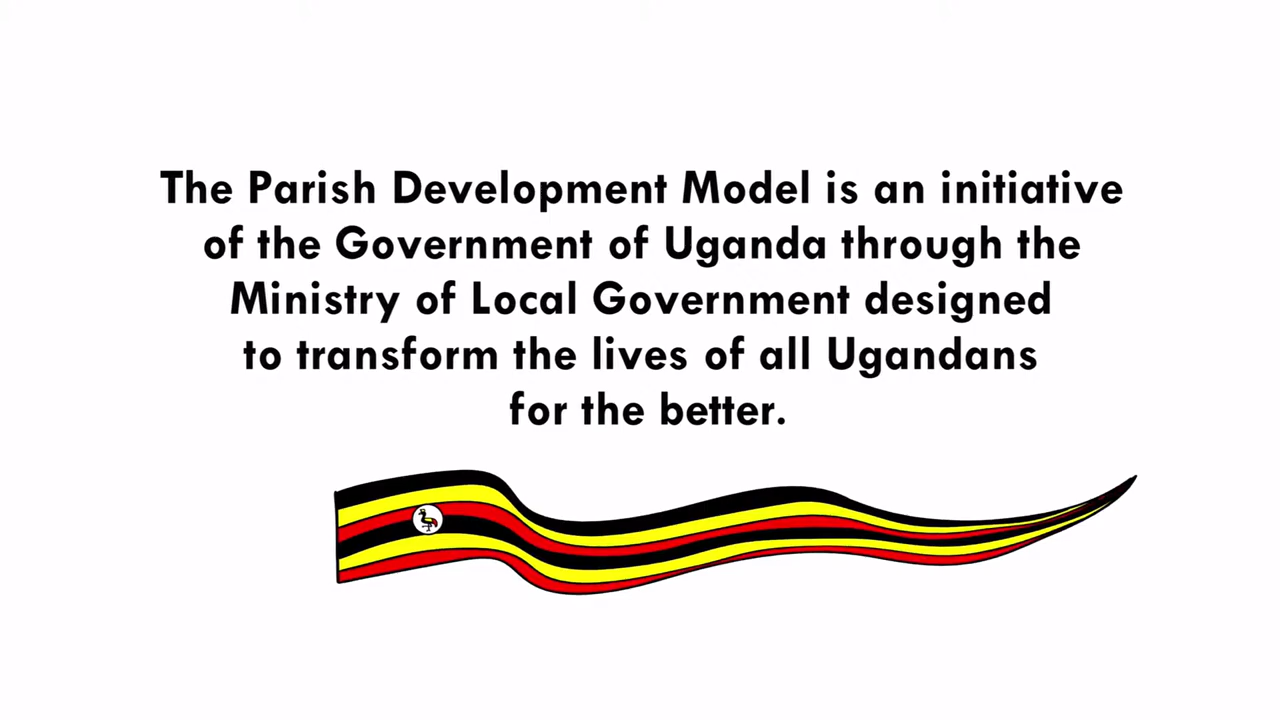 The Parish Development Model is an initiative
of the Government of Uganda through the
Ministry of Local Government designed
to transform the lives of all Ugandans
for the better.